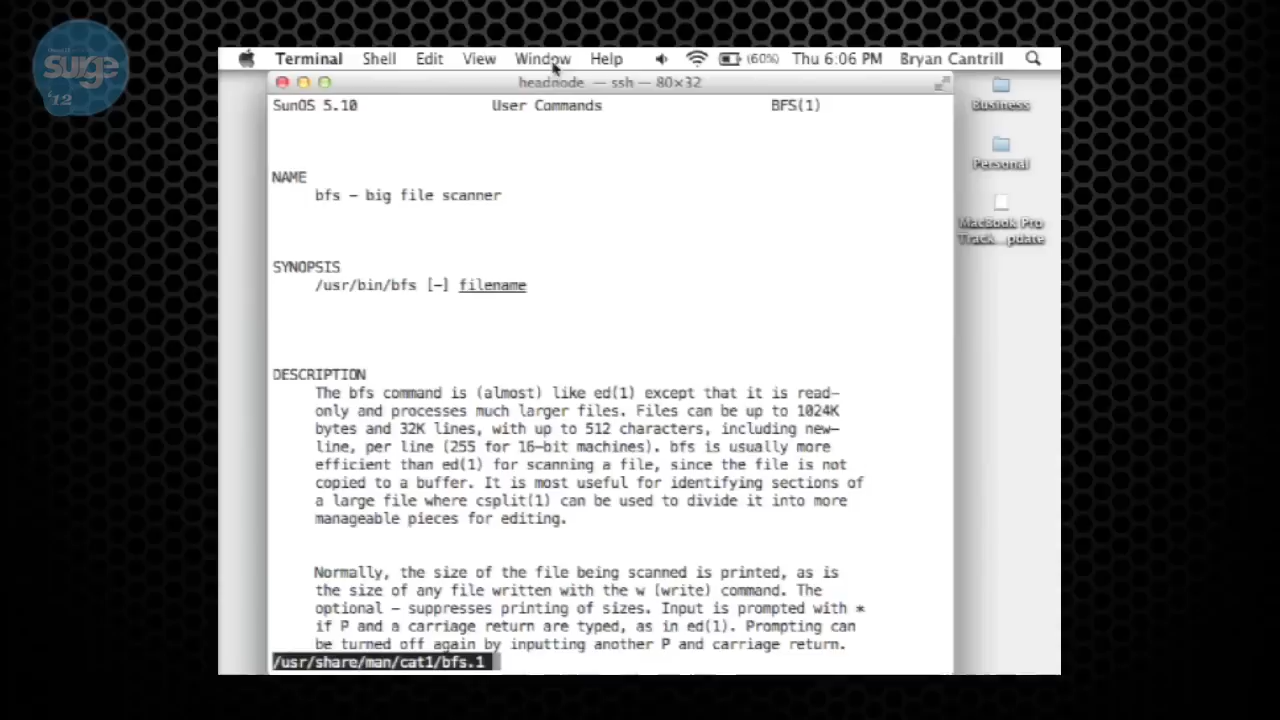 surge
'12
Terminal Shell Edit View Window Help (60%) Thu 6:06 PM Bryan Cantrill
headnode — ssh — 80×32
SunOS 5.10 User Commands BFS(1)
Business
Personal
MacBook Pro
Track...pdate
NAME
bfs - big file scanner
SYNOPSIS
/usr/bin/bfs [-] filename
DESCRIPTION
The bfs command is (almost) like ed(1) except that it is read-
only and processes much larger files. Files can be up to 1024K
bytes and 32K lines, with up to 512 characters, including new-
line, per line (255 for 16-bit machines). bfs is usually more
efficient than ed(1) for scanning a file, since the file is not
copied to a buffer. It is most useful for identifying sections of
a large file where csplit(1) can be used to divide it into more
manageable pieces for editing.
Normally, the size of the file being scanned is printed, as is
the size of any file written with the w (write) command. The
optional - suppresses printing of sizes. Input is prompted with *
if P and a carriage return are typed, as in ed(1). Prompting can
be turned off again by inputting another P and carriage return.
/usr/share/man/cat1/bfs.1